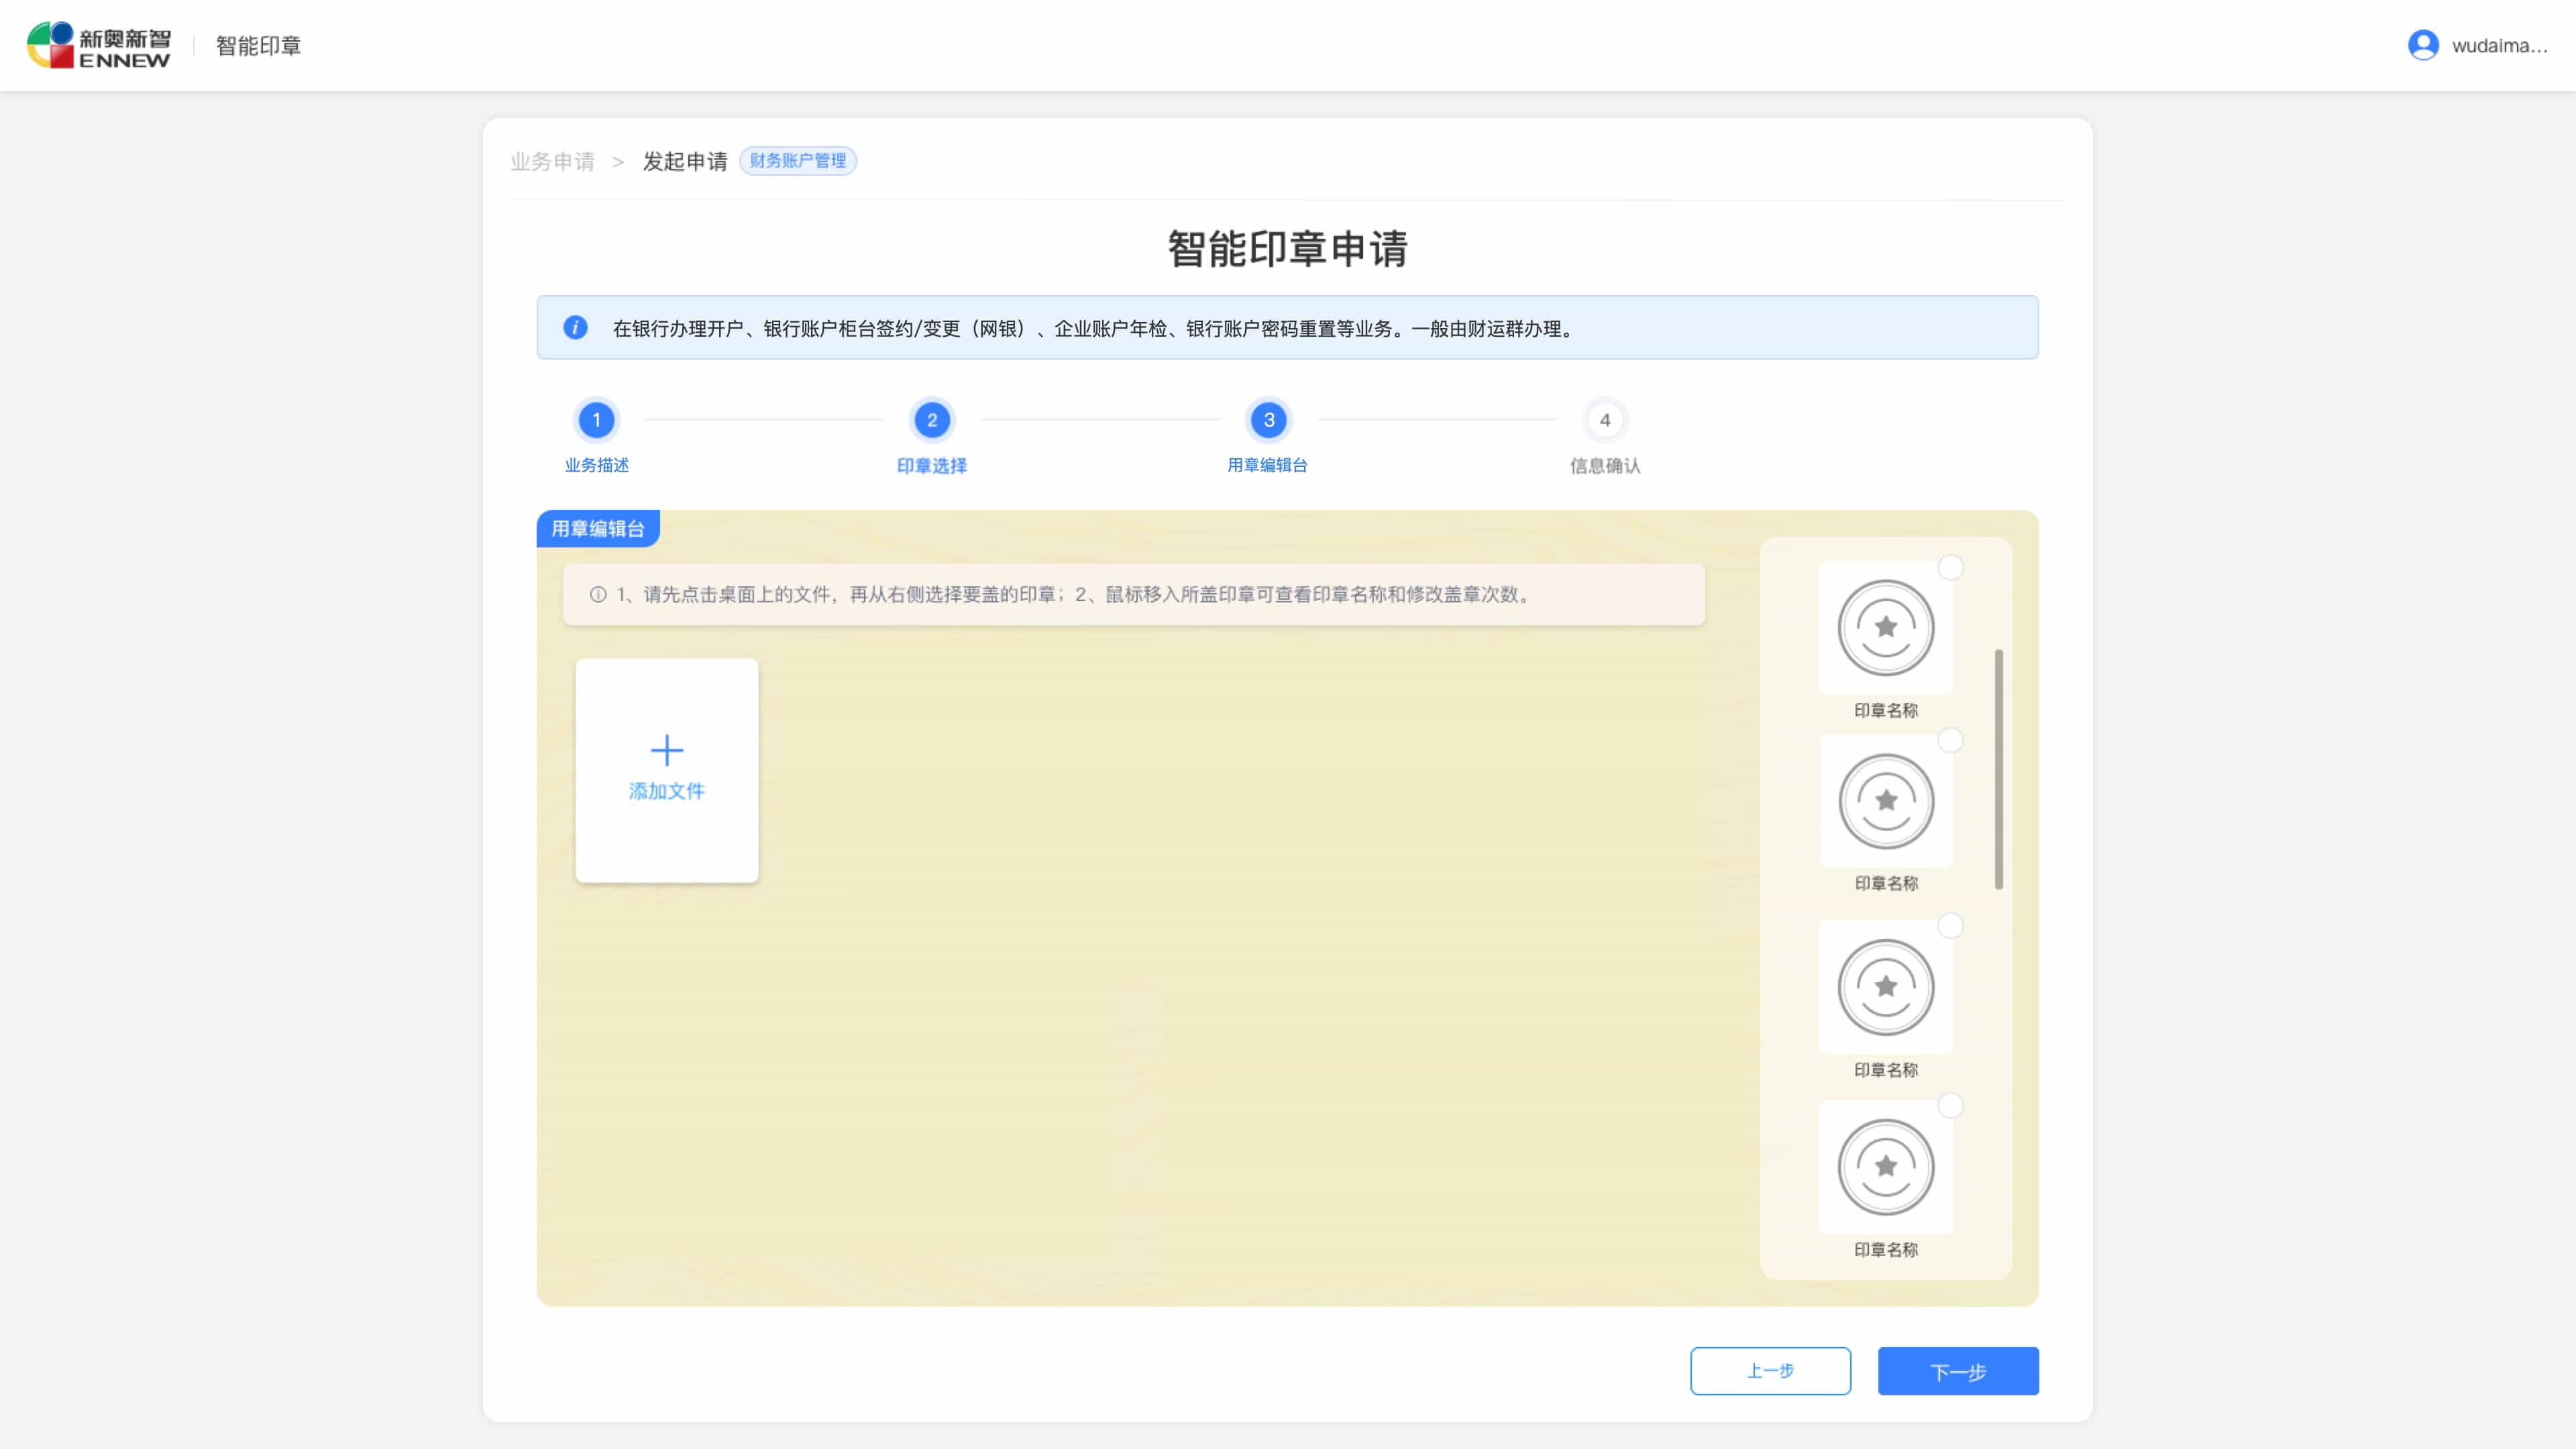 新奥新智
ENNEW
智能印章
wudaima...
业务申请 > 发起申请 财务账户管理
智能印章申请
在银行办理开户、银行账户柜台签约/变更（网银）、企业账户年检、银行账户密码重置等业务。一般由财运群办理。
1 2 3 4
业务描述 印章选择 用章编辑台 信息确认
用章编辑台
1、请先点击桌面上的文件，再从右侧选择要盖的印章；2、鼠标移入所盖印章可查看印章名称和修改盖章次数。
添加文件
印章名称
印章名称
印章名称
印章名称
上一步 下一步